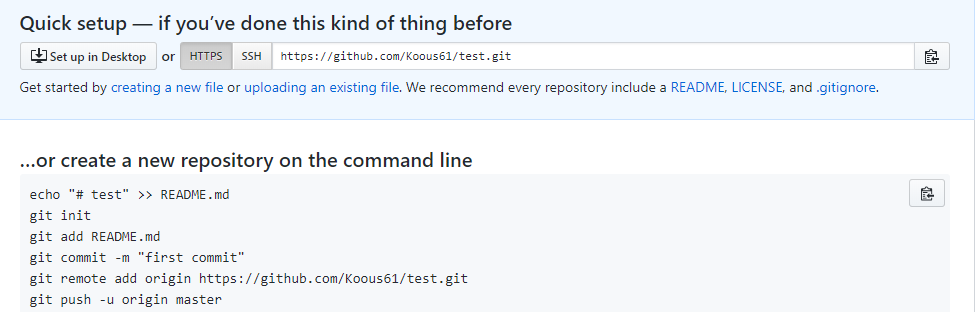 Quick setup — if you’ve done this kind of thing before
Set up in Desktop or HTTPS SSH https://github.com/Koous61/test.git
Get started by creating a new file or uploading an existing file. We recommend every repository include a README, LICENSE, and .gitignore.
…or create a new repository on the command line
echo "# test" >> README.md
git init
git add README.md
git commit -m "first commit"
git remote add origin https://github.com/Koous61/test.git
git push -u origin master